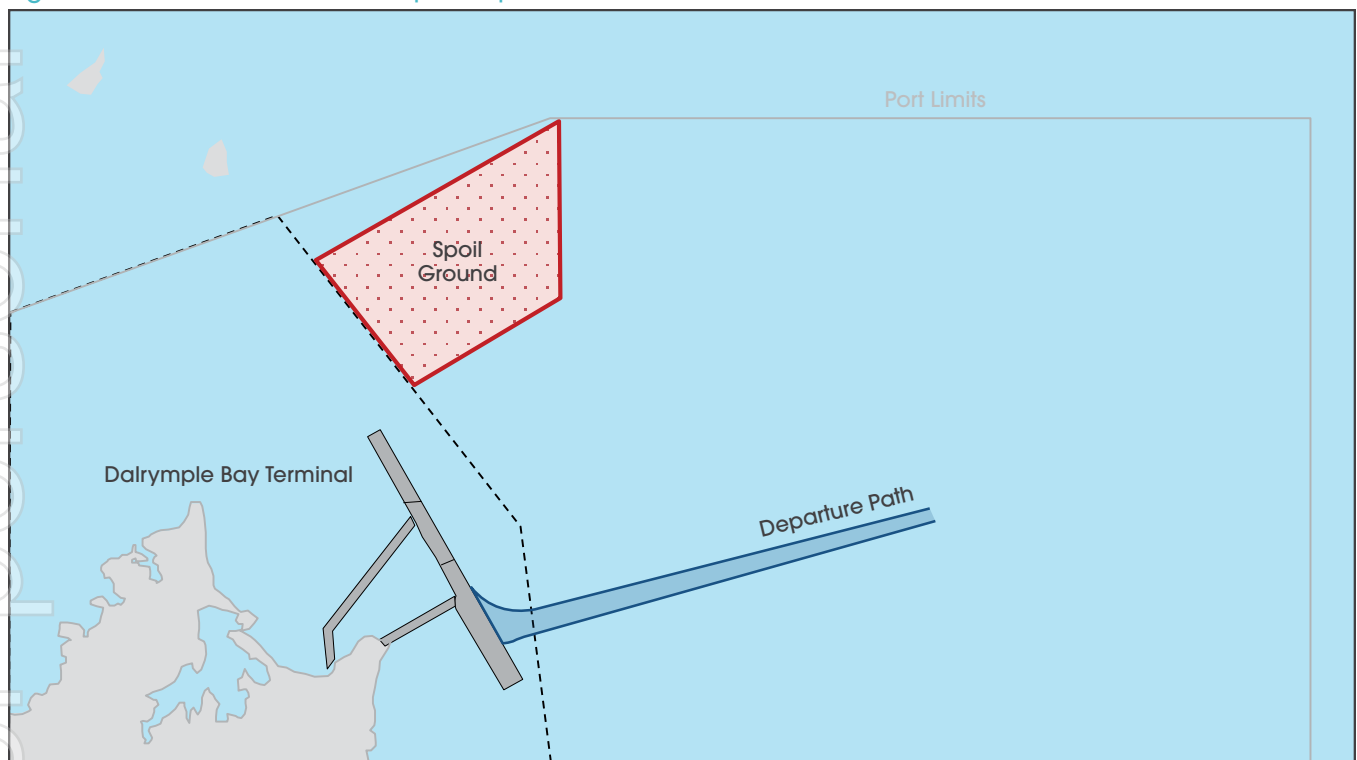 Port Limits
Spoil
Ground
Dalrymple Bay Terminal
Departure Path